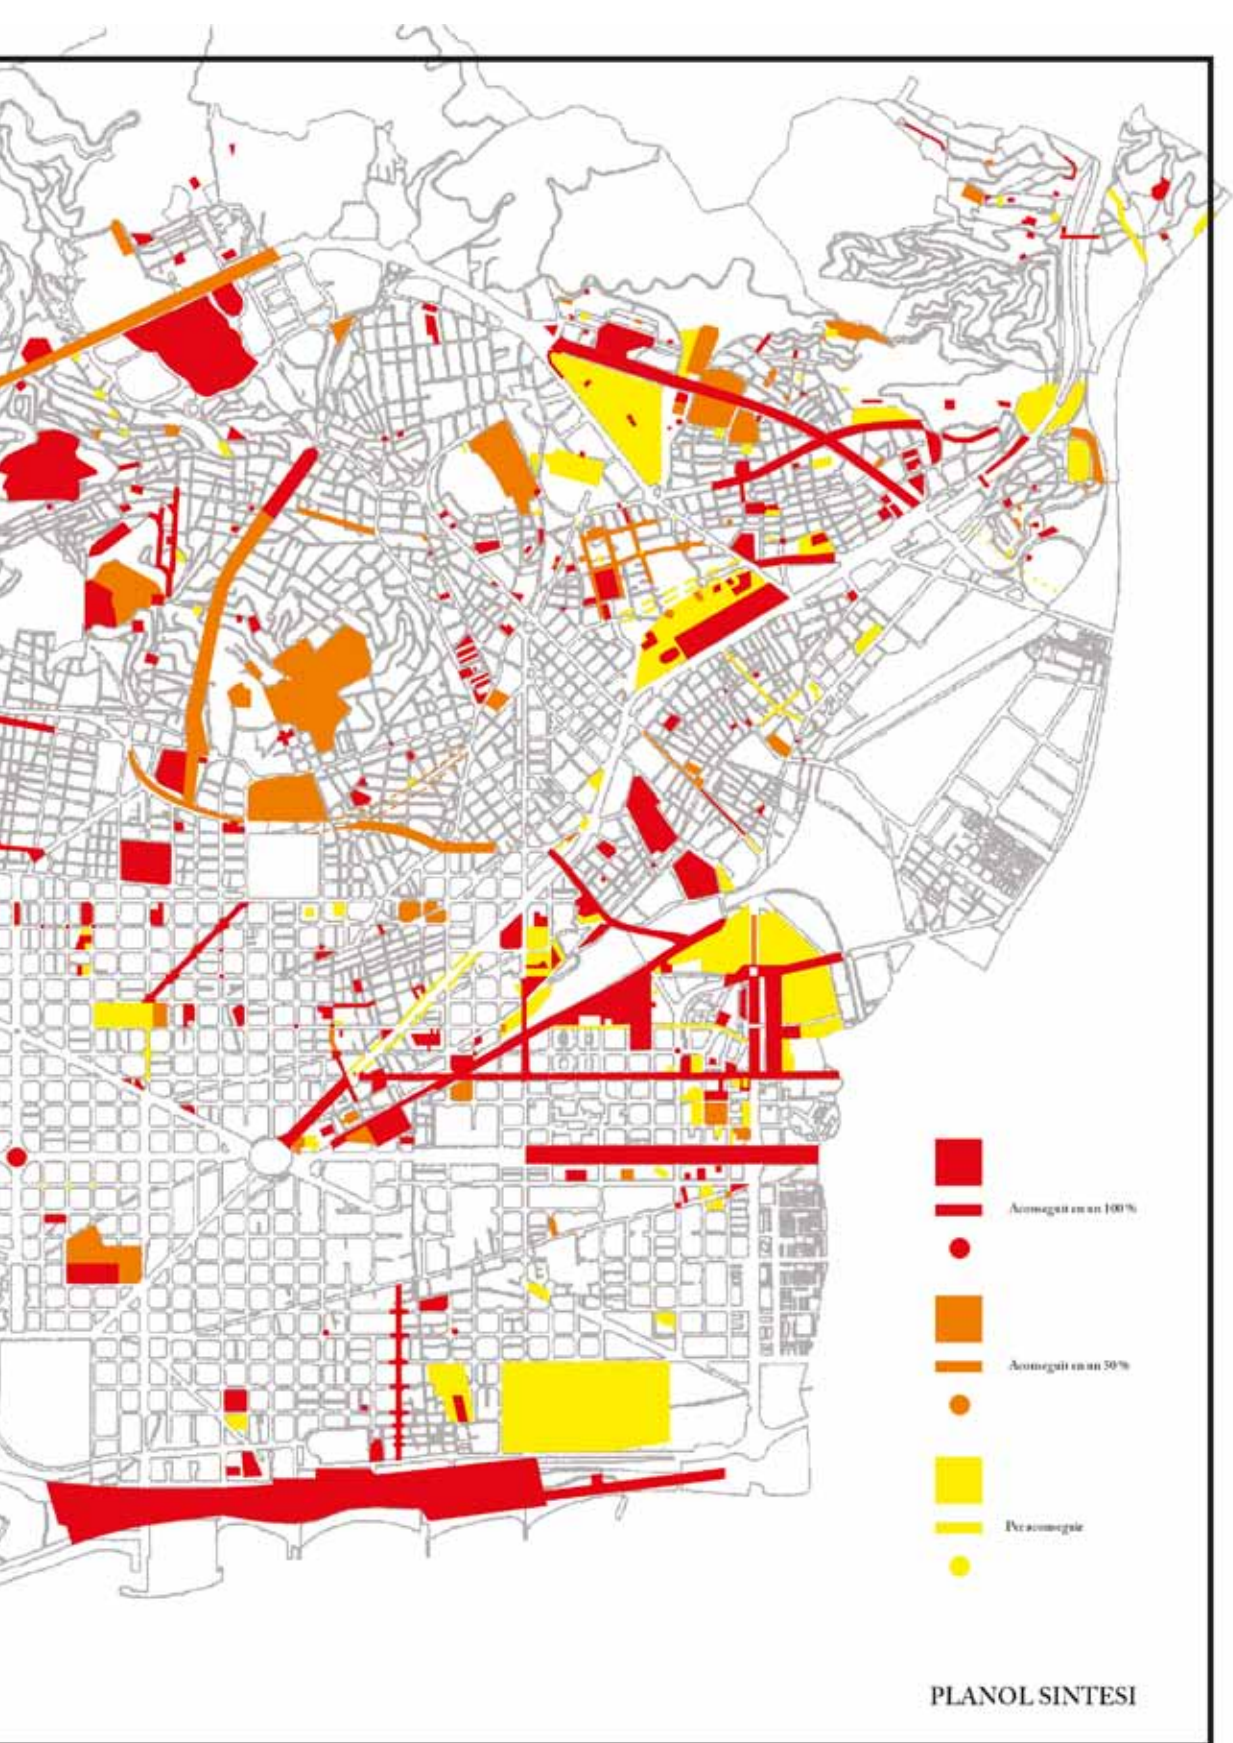 Aconseguit en un 100 %
Aconseguit en un 50 %
Per aconseguir
PLANOL SINTESI